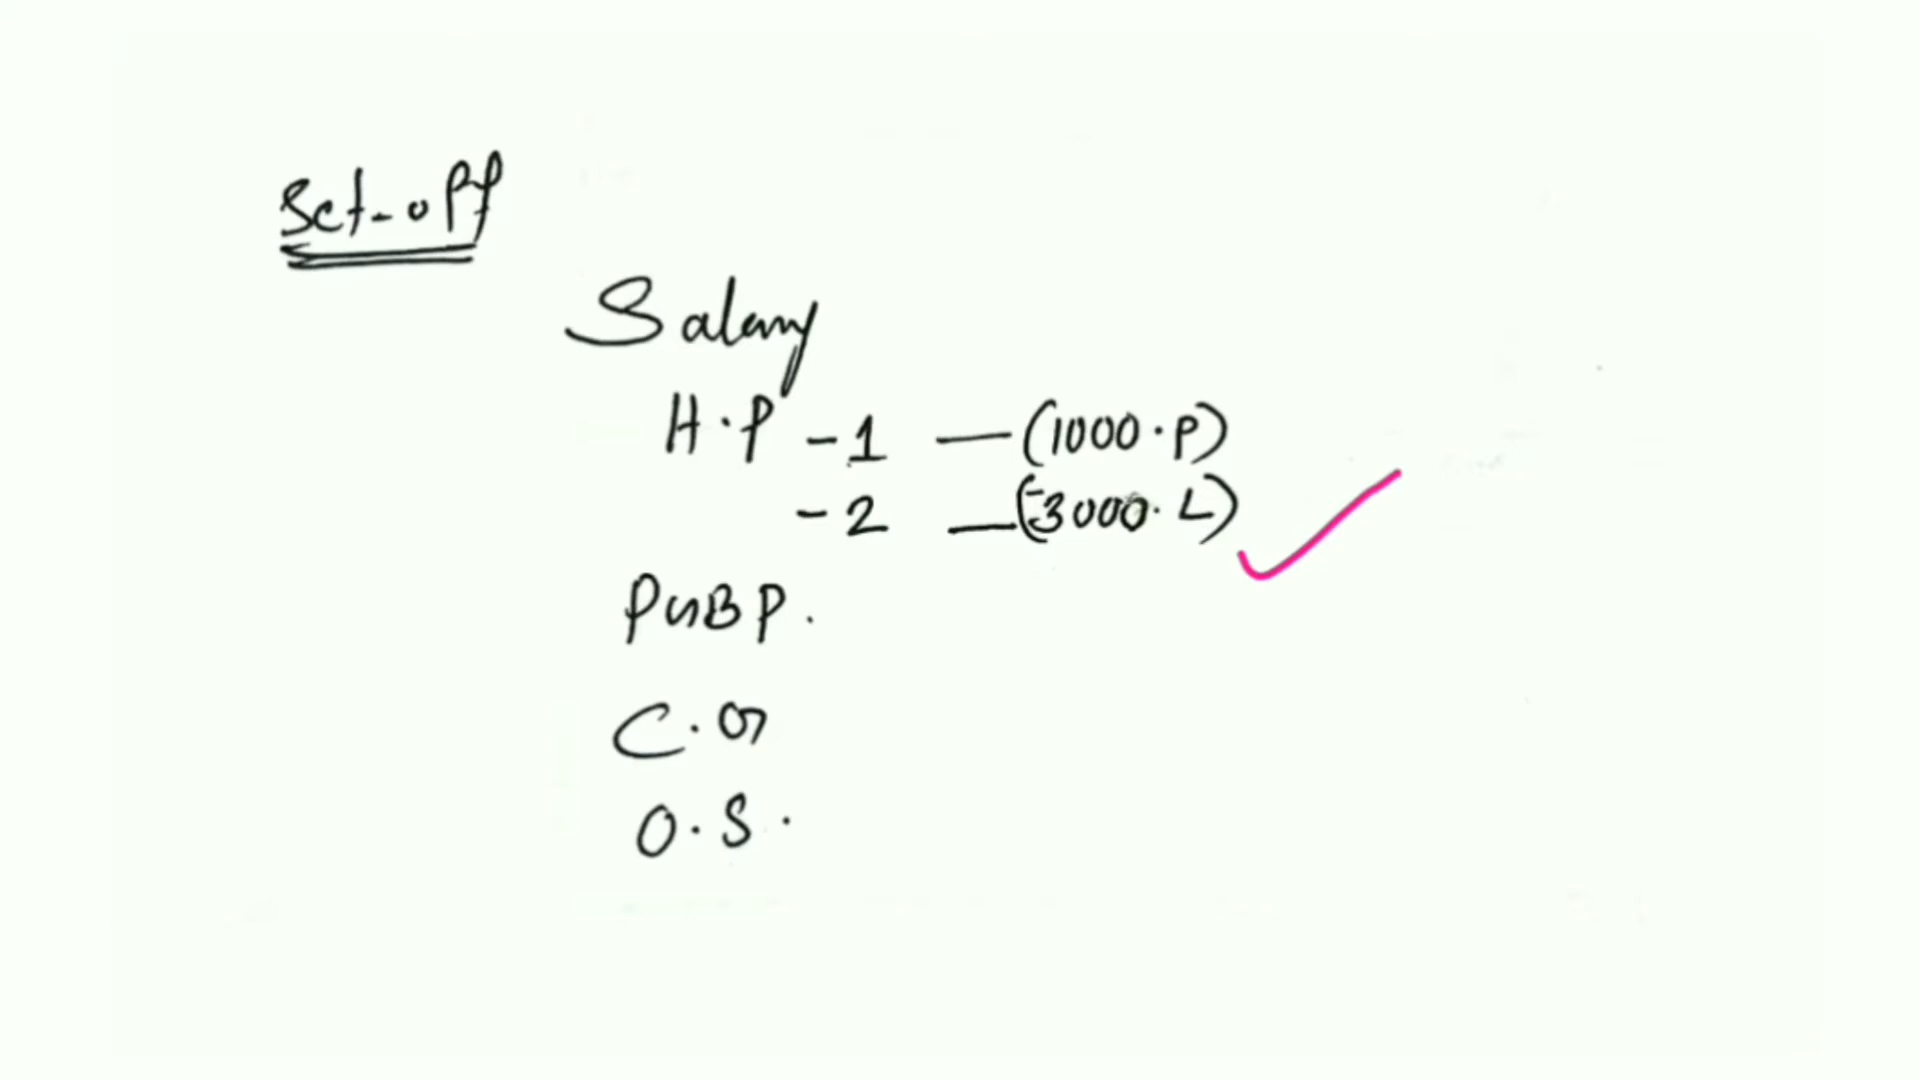 Set-off
Salary
H.P -1 — (1000.P)
-2 — (-3000.L)
PGBP.
C.G
O.S.